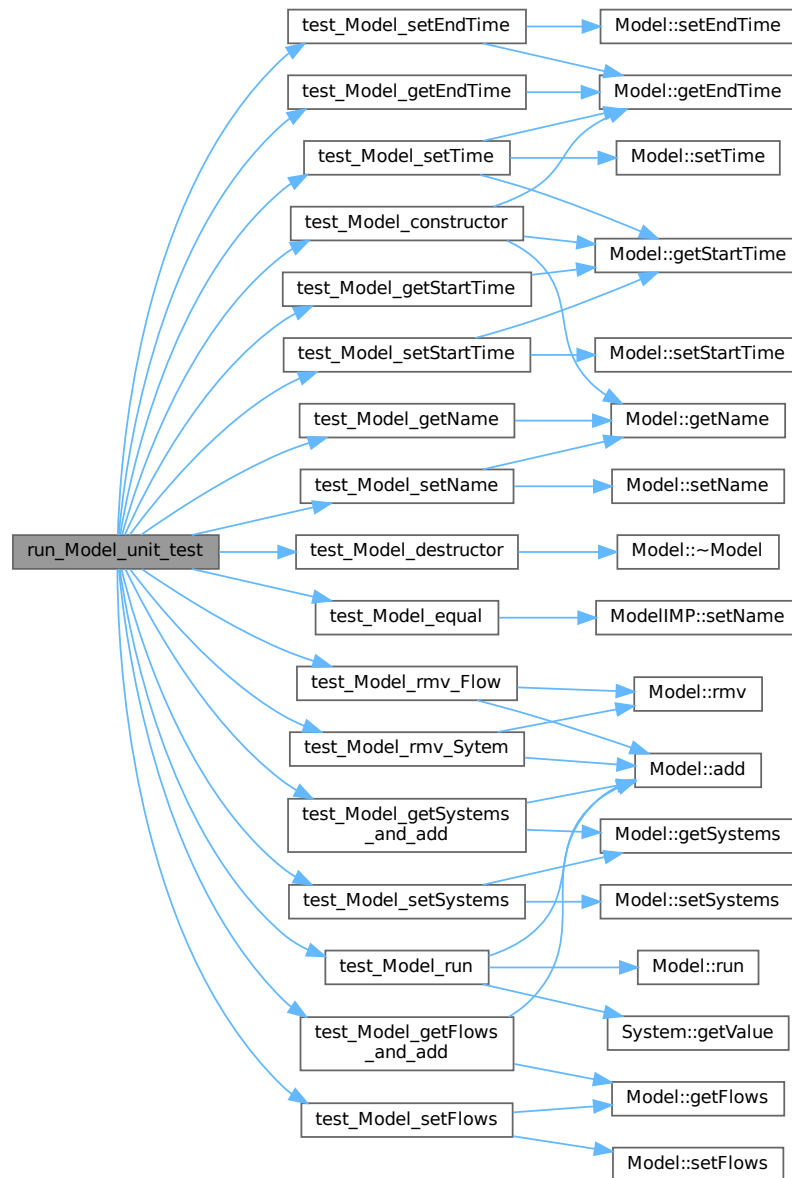 run_Model_unit_test
test_Model_setEndTime
test_Model_getEndTime
test_Model_setTime
test_Model_constructor
test_Model_getStartTime
test_Model_setStartTime
test_Model_getName
test_Model_setName
test_Model_destructor
test_Model_equal
test_Model_rmv_Flow
test_Model_rmv_Sytem
test_Model_getSystems
_and_add
test_Model_setSystems
test_Model_run
test_Model_getFlows
_and_add
test_Model_setFlows
Model::setEndTime
Model::getEndTime
Model::setTime
Model::getStartTime
Model::setStartTime
Model::getName
Model::setName
Model::~Model
ModelIMP::setName
Model::rmv
Model::add
Model::getSystems
Model::setSystems
Model::run
System::getValue
Model::getFlows
Model::setFlows